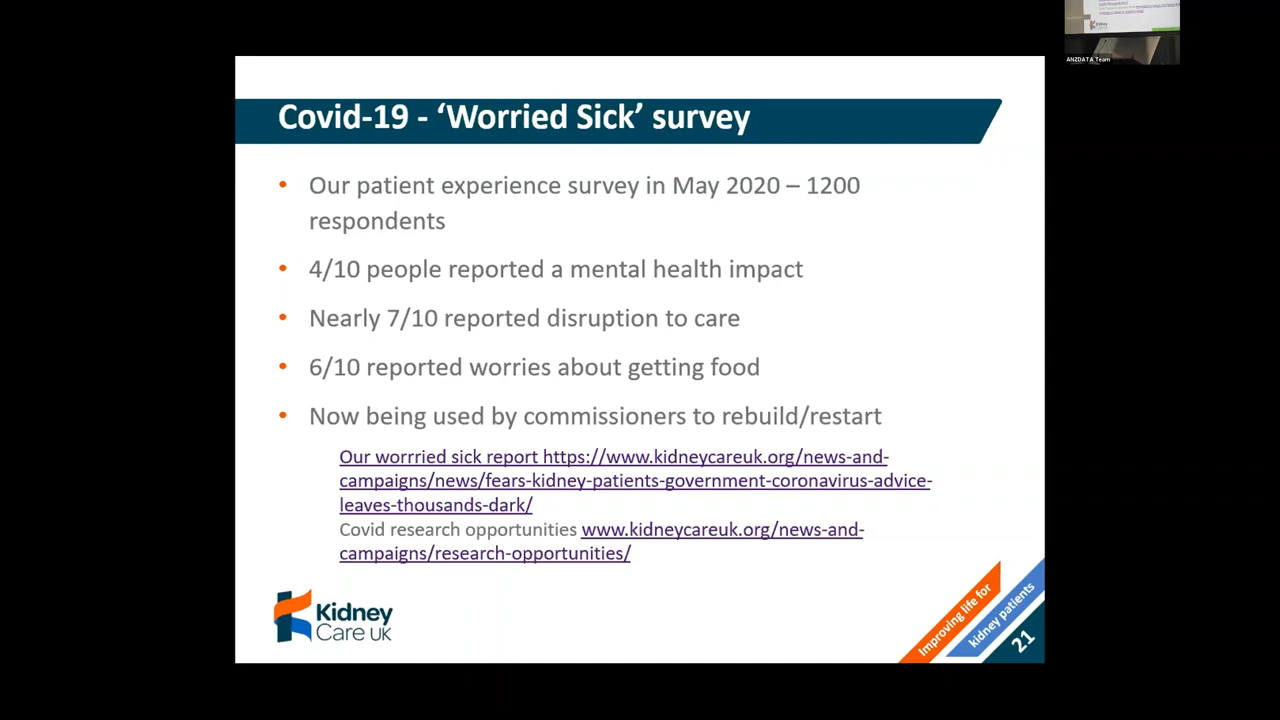 ANZDATA Team
Covid-19 - ‘Worried Sick’ survey
• Our patient experience survey in May 2020 – 1200
respondents
• 4/10 people reported a mental health impact
• Nearly 7/10 reported disruption to care
• 6/10 reported worries about getting food
• Now being used by commissioners to rebuild/restart
Our worrried sick report https://www.kidneycareuk.org/news-and-
campaigns/news/fears-kidney-patients-government-coronavirus-advice-
leaves-thousands-dark/
Covid research opportunities www.kidneycareuk.org/news-and-
campaigns/research-opportunities/
Kidney
Care UK
Improving life for
kidney patients
21